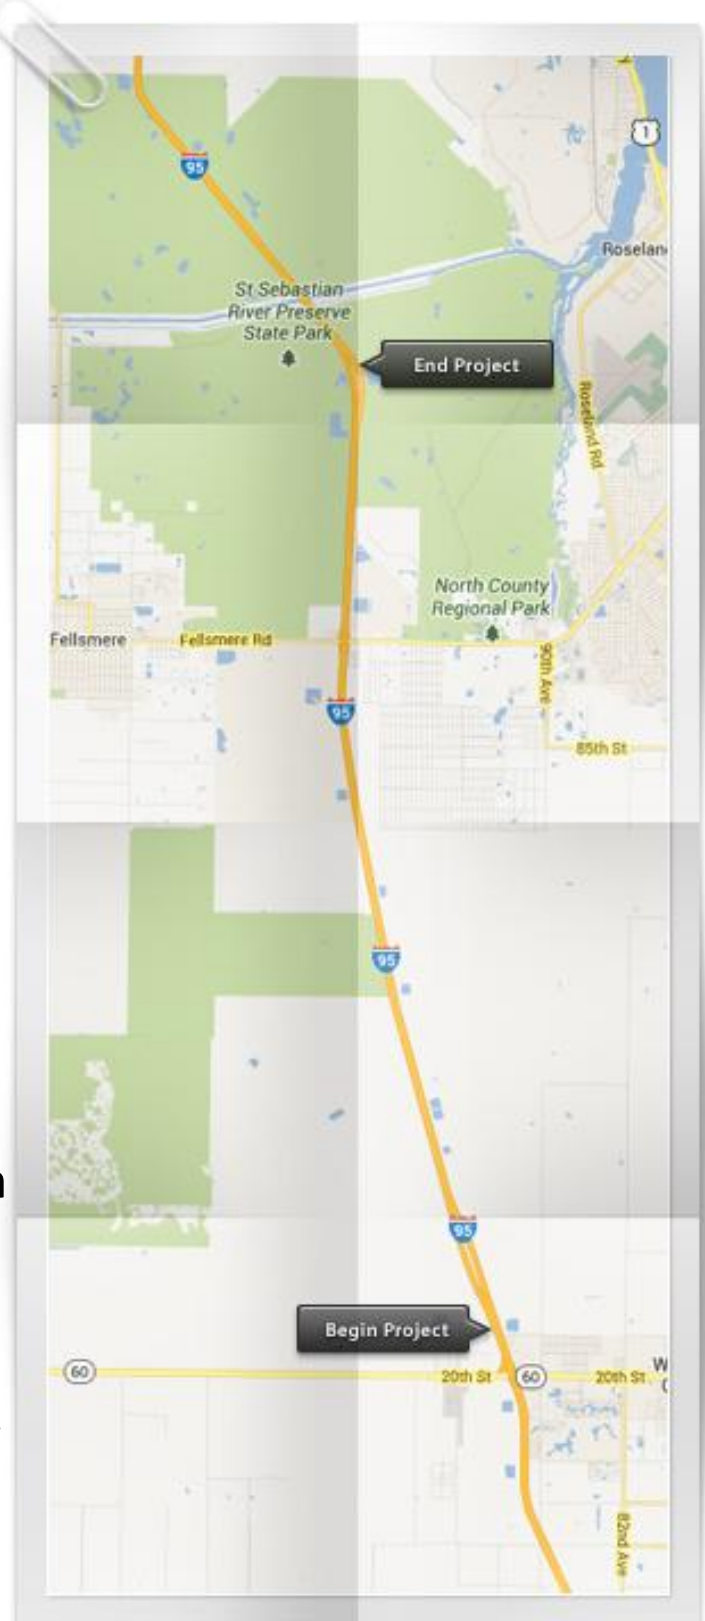 95
1
Roselan
St Sebastian
River Preserve
State Park
End Project
Roseland Rd
North County
Regional Park
Fellsmere
Fellsmere Rd
90th Ave
95
85th St
95
n
95
Begin Project
60
20th St
60
20th St
W
82nd Ave